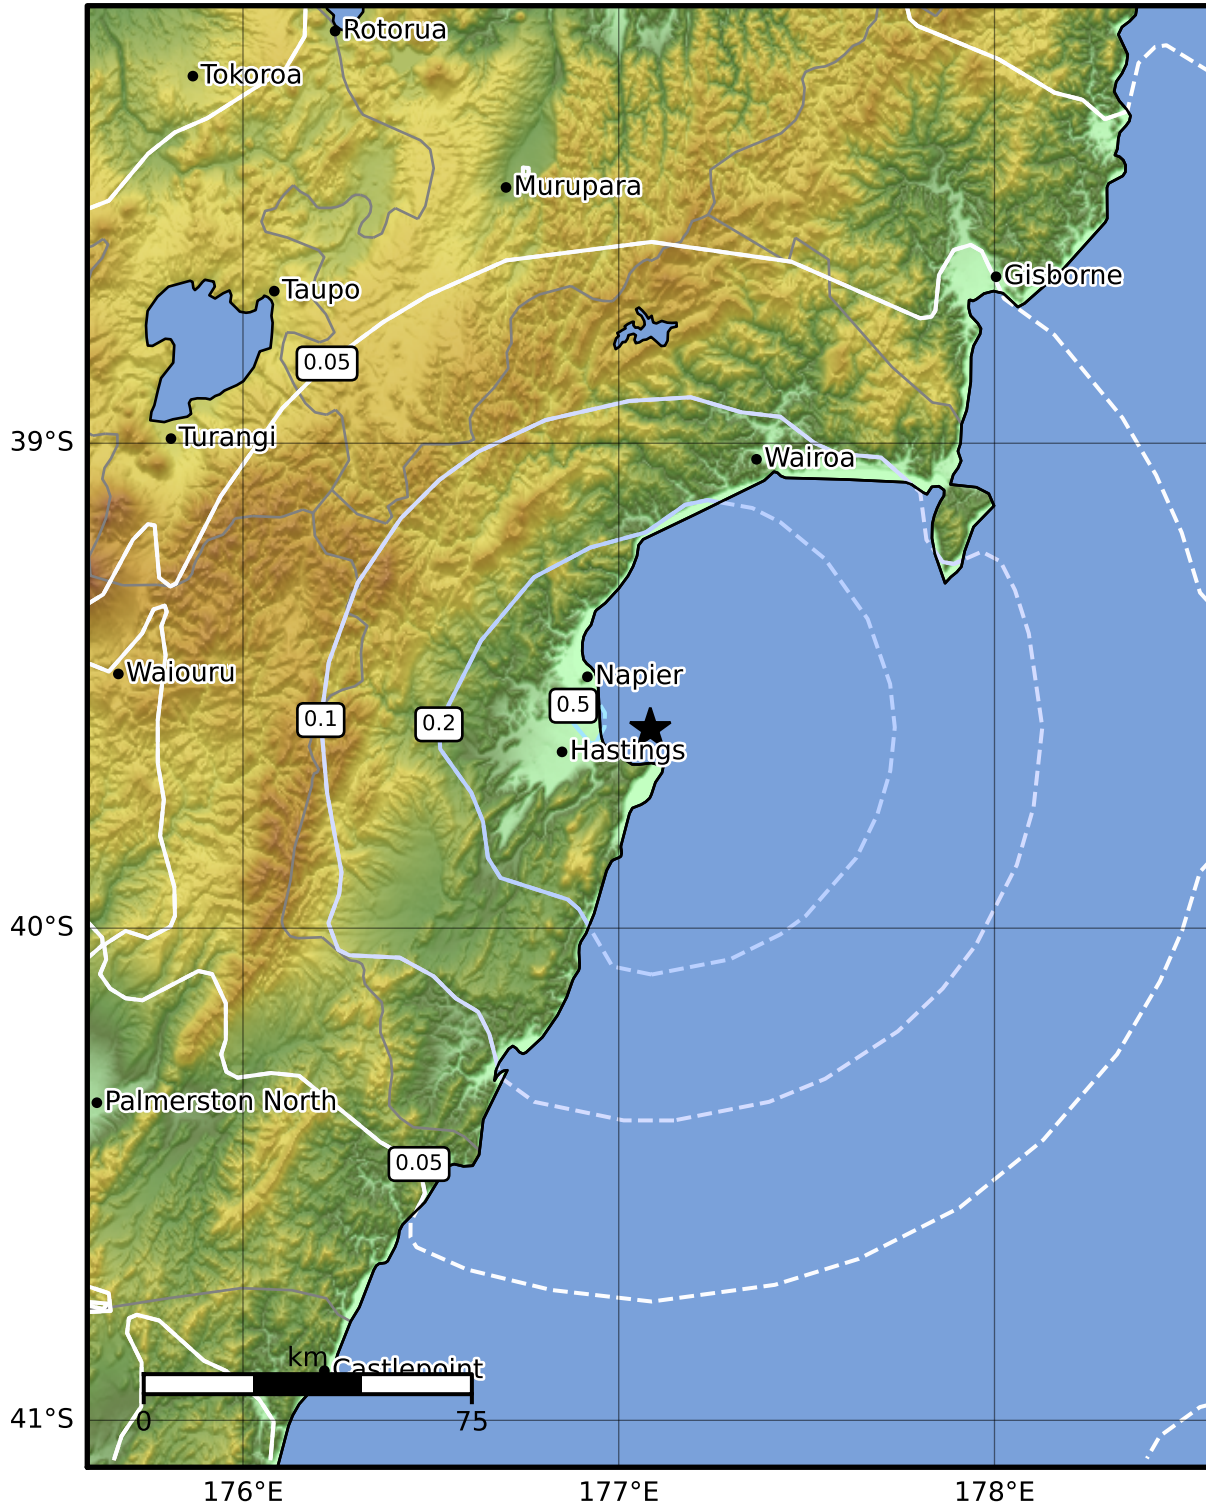 Rotorua
Tokoroa
Murupara
Gisborne
Taupo
0.05
Turangi
39°S
Wairoa
Waiouru
Napier
0.5
0.1
0.2
Hastings
40°S
Palmerston North
0.05
km
Castlepoint
0
75
41°S
176°E
177°E
178°E